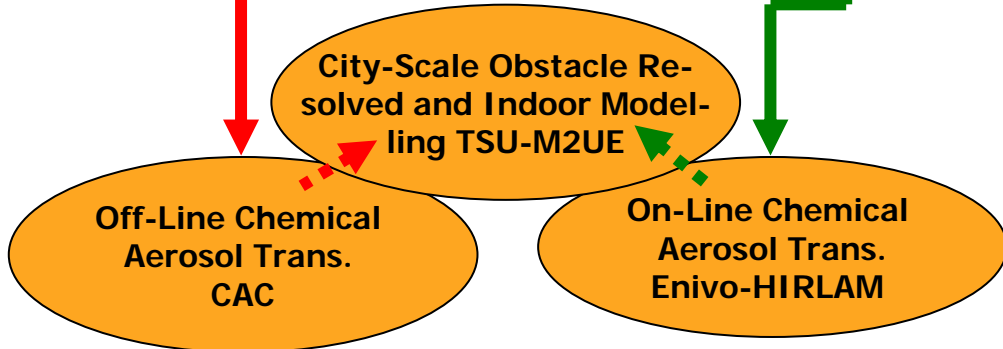 City-Scale Obstacle Re-
solved and Indoor Model-
ling TSU-M2UE
Off-Line Chemical
Aerosol Trans.
CAC
On-Line Chemical
Aerosol Trans.
Enivo-HIRLAM